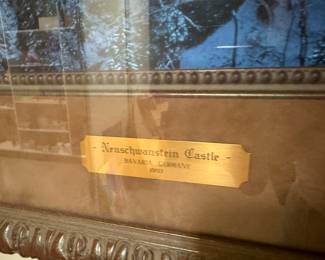 - Neuschwanstein Castle -
BAVARIA, GERMANY